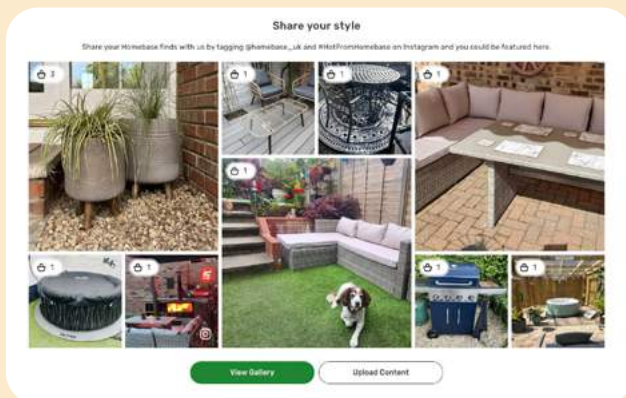 Share your style
Share your Homebase finds with us by tagging @homebase_uk and #HotFromHomebase on Instagram and you could be featured here.
3
1
1
1
1
1
1
1
1
View Gallery
Upload Content